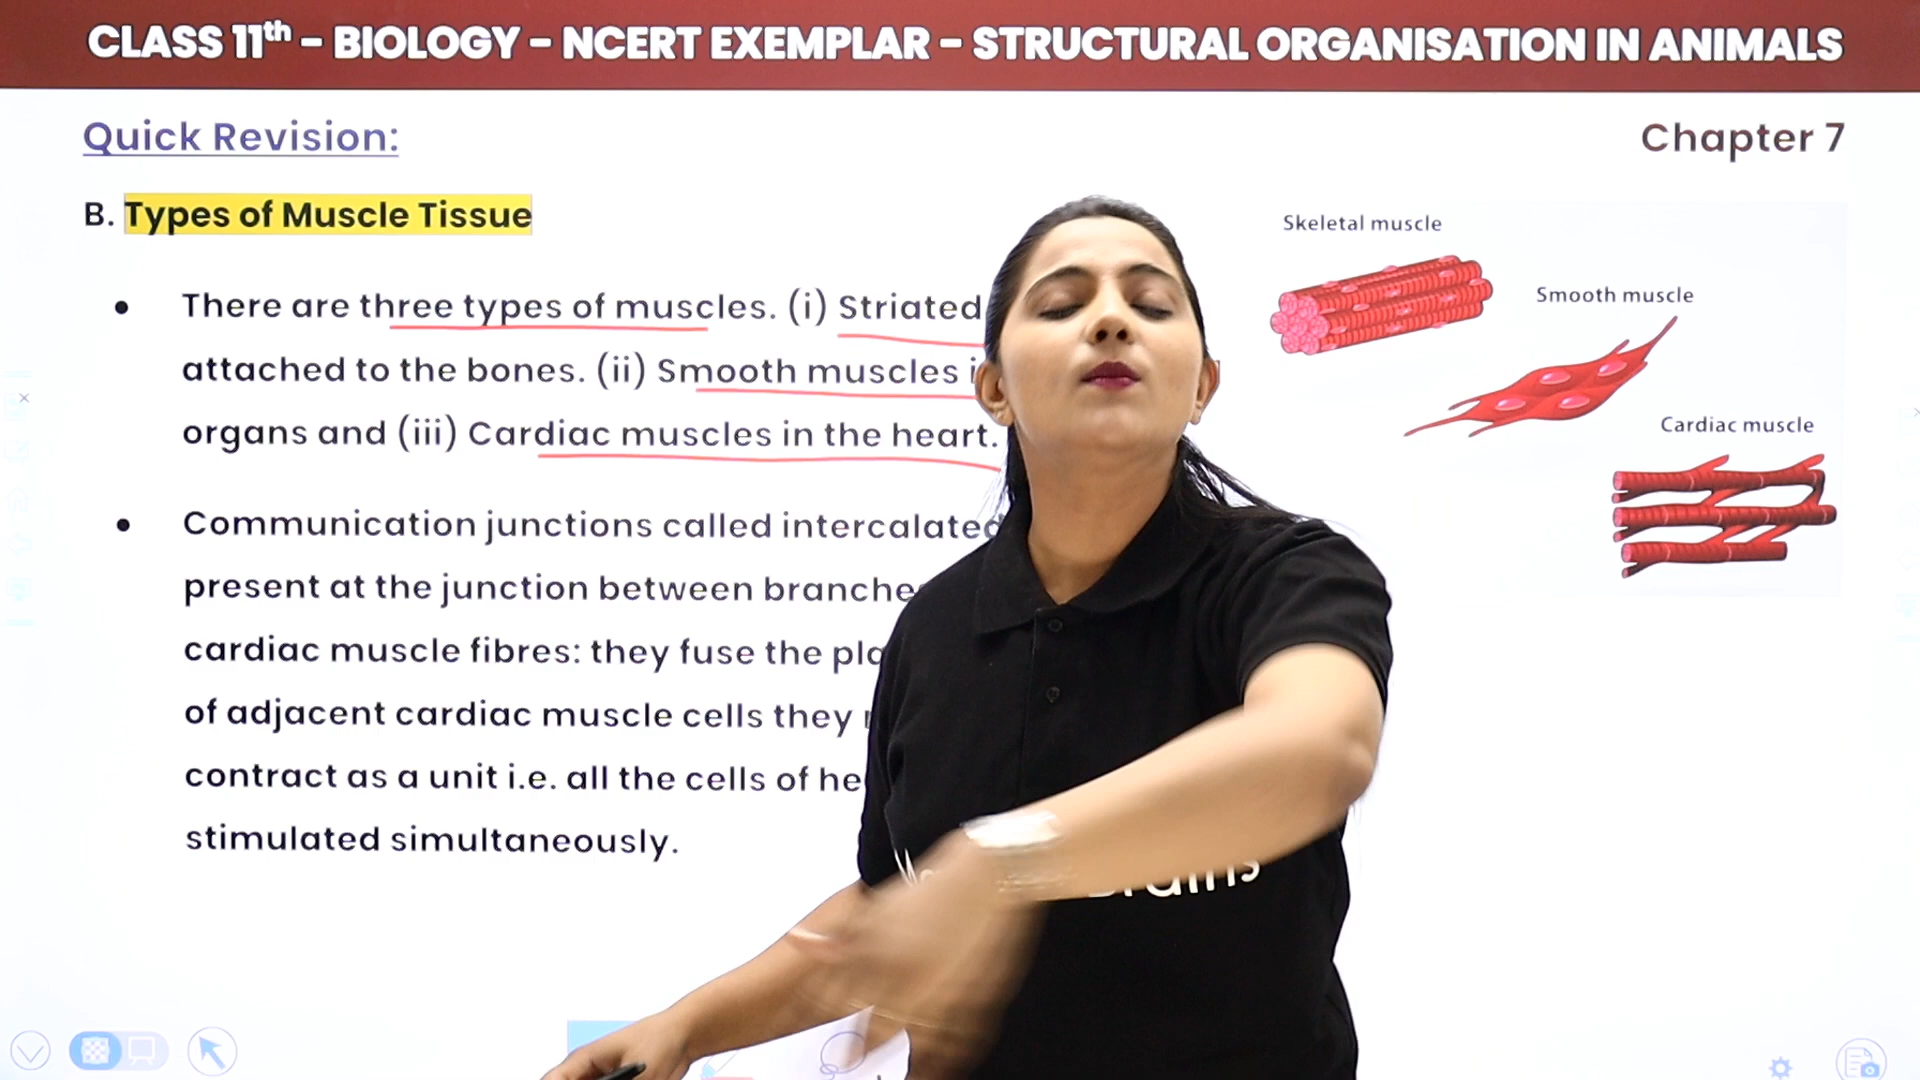 CLASS 11th - BIOLOGY - NCERT EXEMPLAR - STRUCTURAL ORGANISATION IN ANIMALS
Quick Revision:
Chapter 7
B. Types of Muscle Tissue
• There are three types of muscles. (i) Striated
attached to the bones. (ii) Smooth muscles
organs and (iii) Cardiac muscles in the heart.
• Communication junctions called intercalated
present at the junction between
cardiac muscle fibres: they fuse the
of adjacent cardiac muscle cells they
contract as a unit i.e. all the cells of
stimulated simultaneously.
Skeletal muscle
Smooth muscle
Cardiac muscle